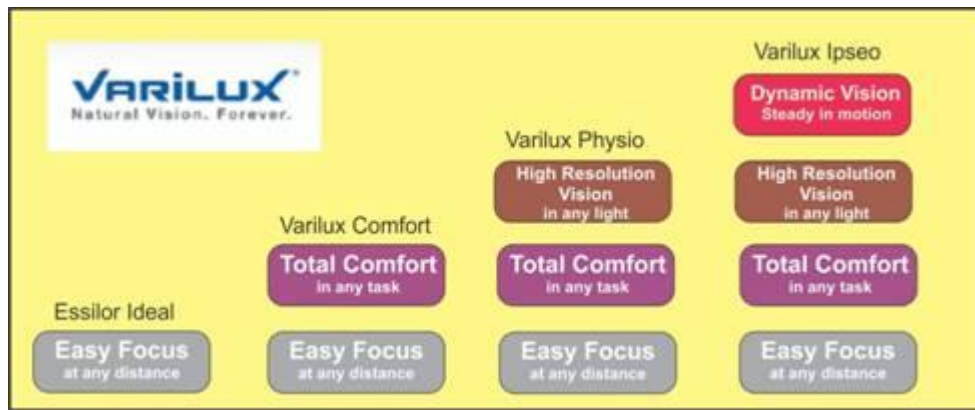 VARILUX®
Natural Vision. Forever.
Essilor Ideal
Easy Focus
at any distance
Varilux Comfort
Total Comfort
in any task
Easy Focus
at any distance
Varilux Physio
High Resolution
Vision
in any light
Total Comfort
in any task
Easy Focus
at any distance
Varilux Ipseo
Dynamic Vision
Steady in motion
High Resolution
Vision
in any light
Total Comfort
in any task
Easy Focus
at any distance